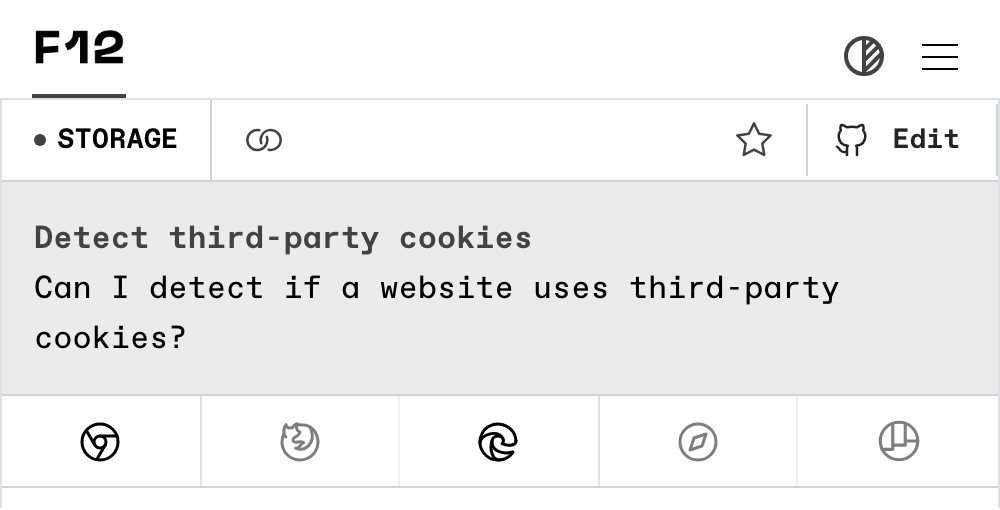 F12
STORAGE
Edit
Detect third-party cookies
Can I detect if a website uses third-party
cookies?